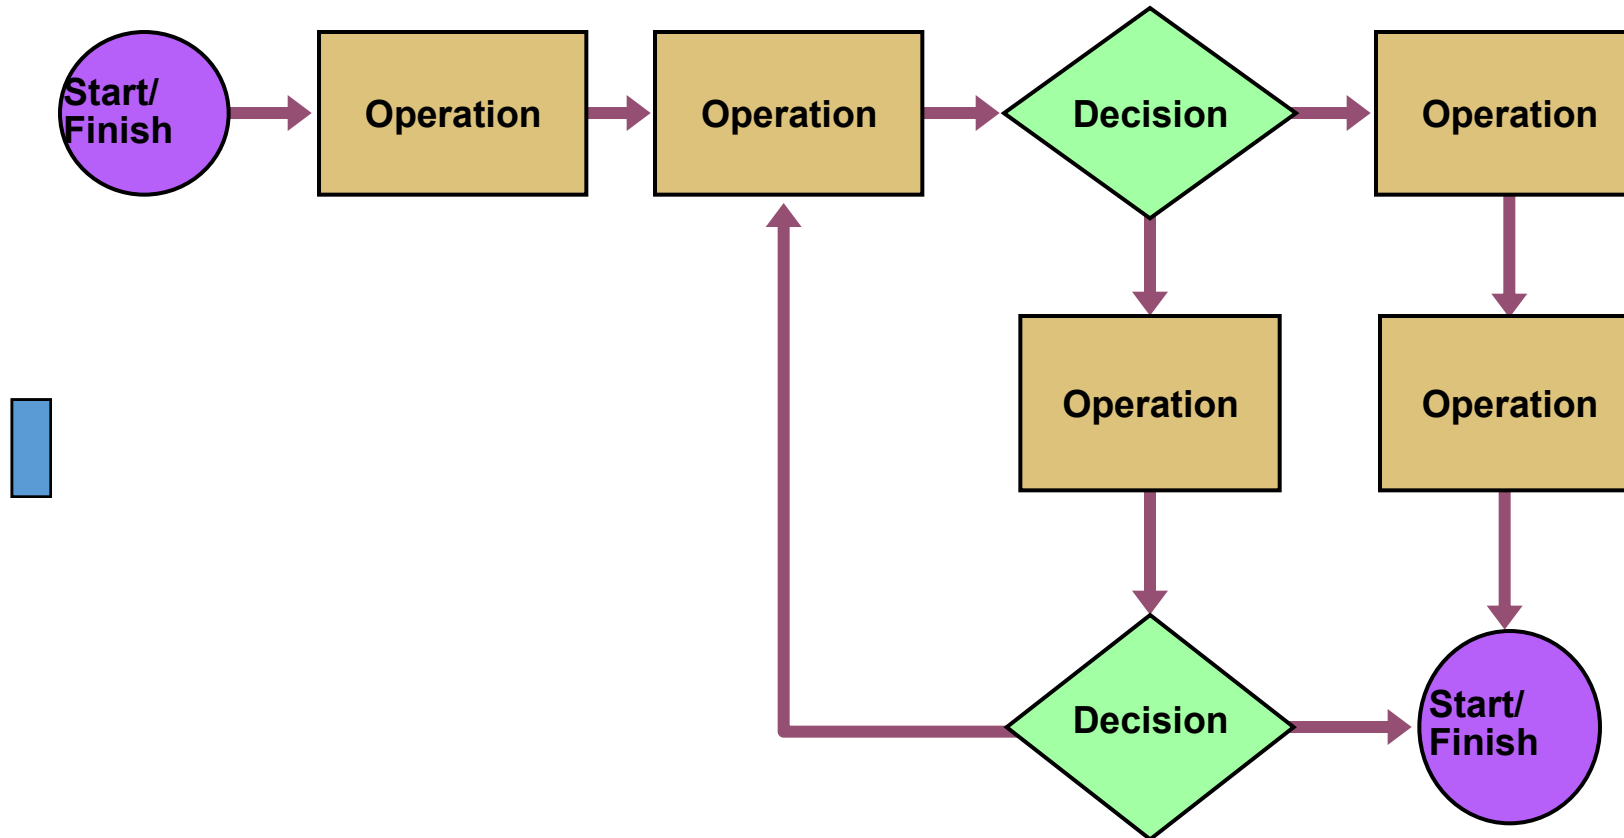 Start/
Finish
Operation
Operation
Decision
Operation
Operation
Operation
Decision
Start/
Finish